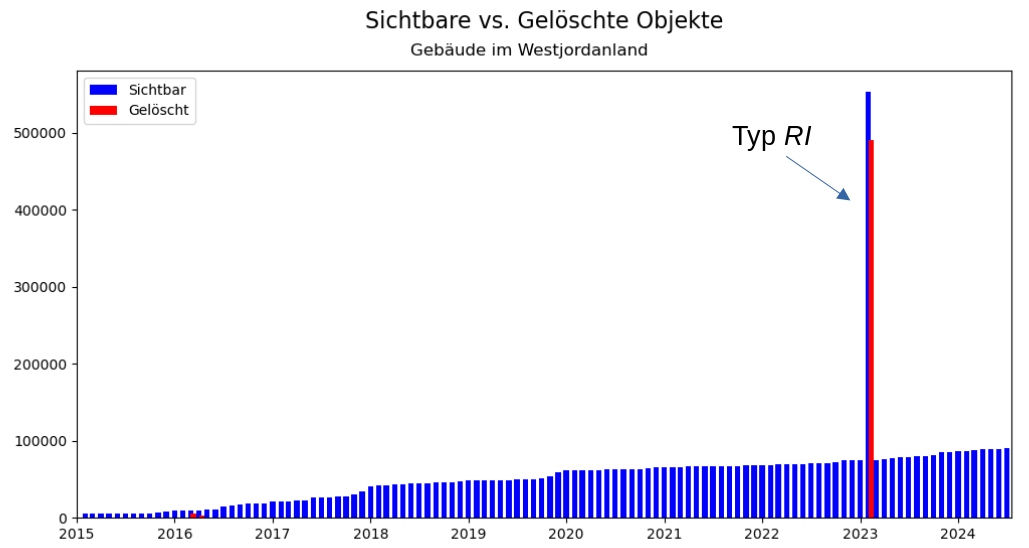 Sichtbare vs. Gelöschte Objekte
Gebäude im Westjordanland
Sichtbar
Gelöscht
Typ RI
500000
400000
300000
200000
100000
0
2015 2016 2017 2018 2019 2020 2021 2022 2023 2024